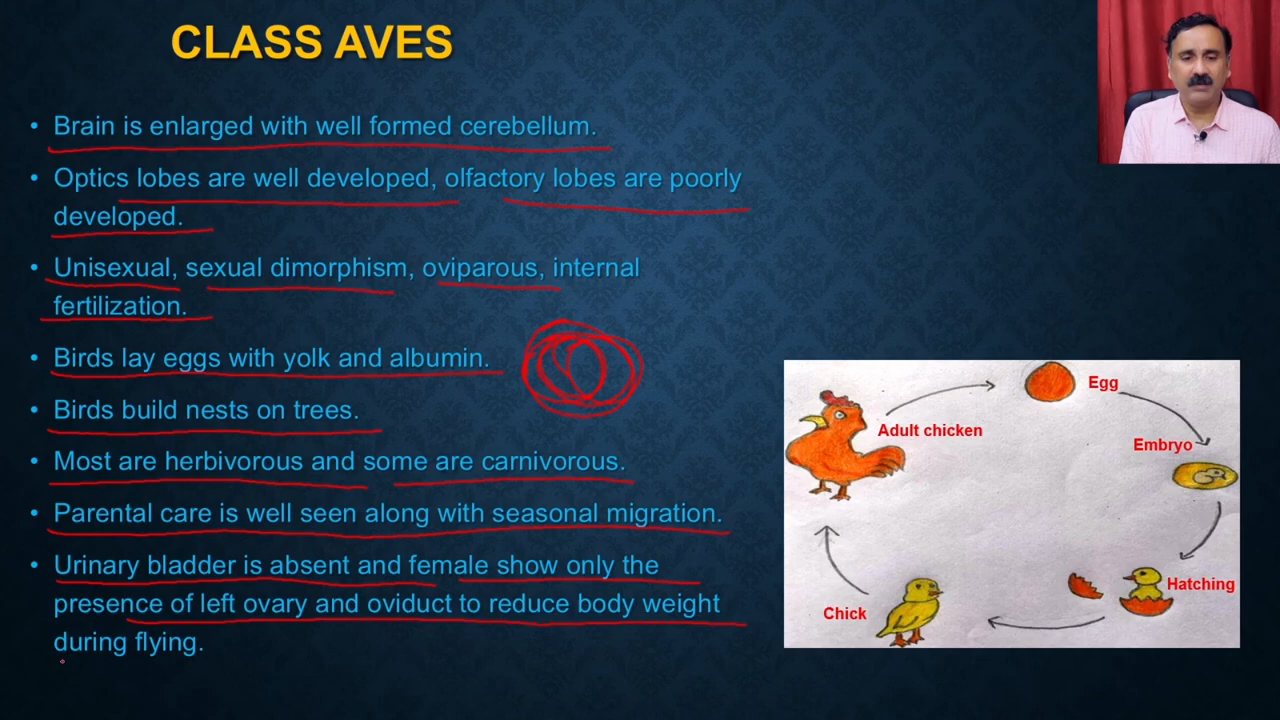 CLASS AVES
• Brain is enlarged with well formed cerebellum.
• Optics lobes are well developed, olfactory lobes are poorly
developed.
• Unisexual, sexual dimorphism, oviparous, internal
fertilization.
• Birds lay eggs with yolk and albumin.
• Birds build nests on trees.
• Most are herbivorous and some are carnivorous.
• Parental care is well seen along with seasonal migration.
• Urinary bladder is absent and female show only the
presence of left ovary and oviduct to reduce body weight
during flying.
Egg
Adult chicken
Embryo
Hatching
Chick